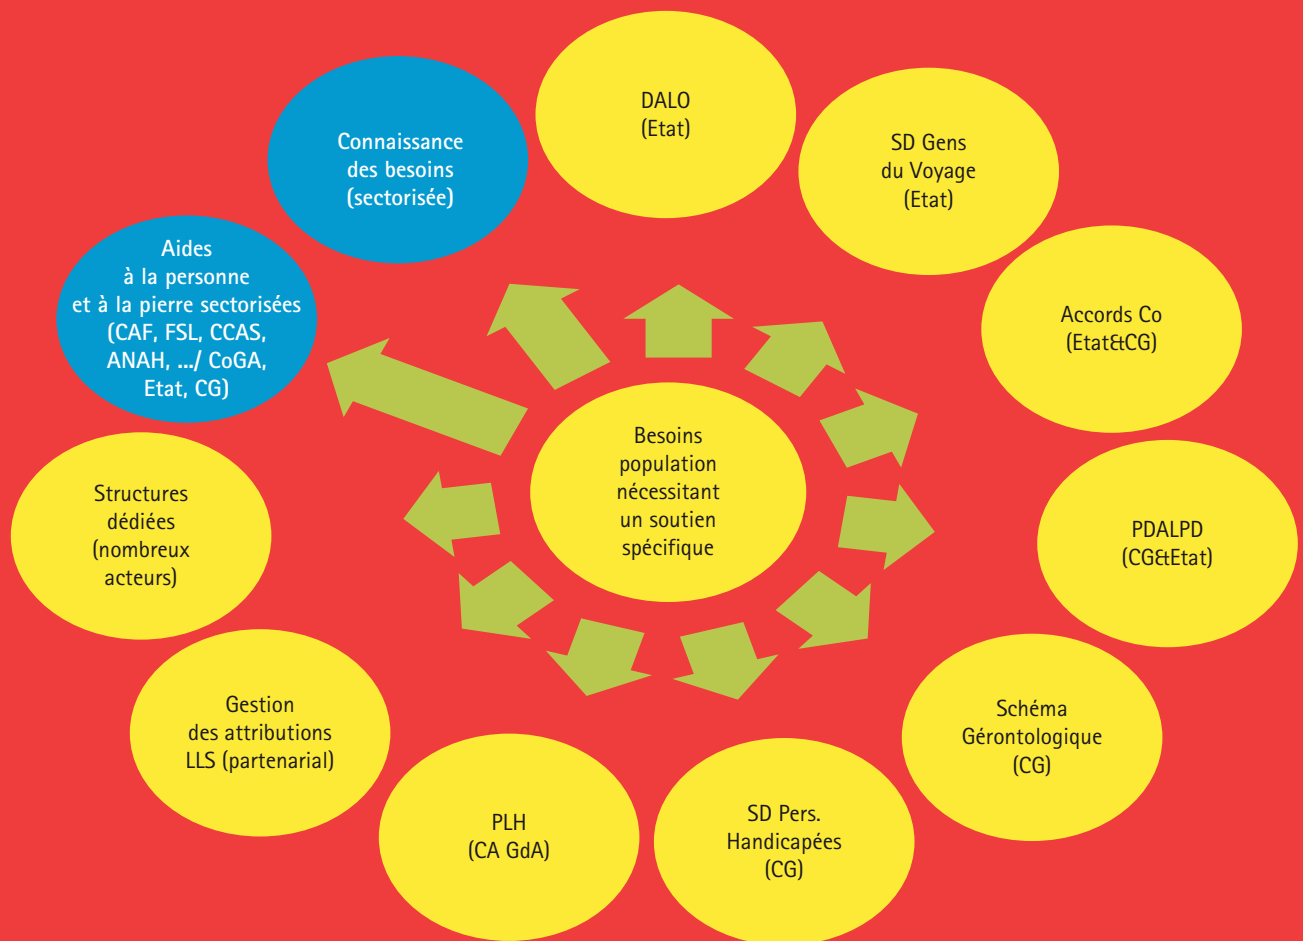 DALO
(Etat)
SD Gens
du Voyage
(Etat)
Accords Co
(Etat&CG)
PDALPD
(CG&Etat)
Schéma
Gérontologique
(CG)
SD Pers.
Handicapées
(CG)
PLH
(CA GdA)
Gestion
des attributions
LLS (partenarial)
Structures
dédiées
(nombreux
acteurs)
Aides
à la personne
et à la pierre sectorisées
(CAF, FSL, CCAS,
ANAH, .../ CoGA,
Etat, CG)
Connaissance
des besoins
(sectorisée)
Besoins
population
nécessitant
un soutien
spécifique